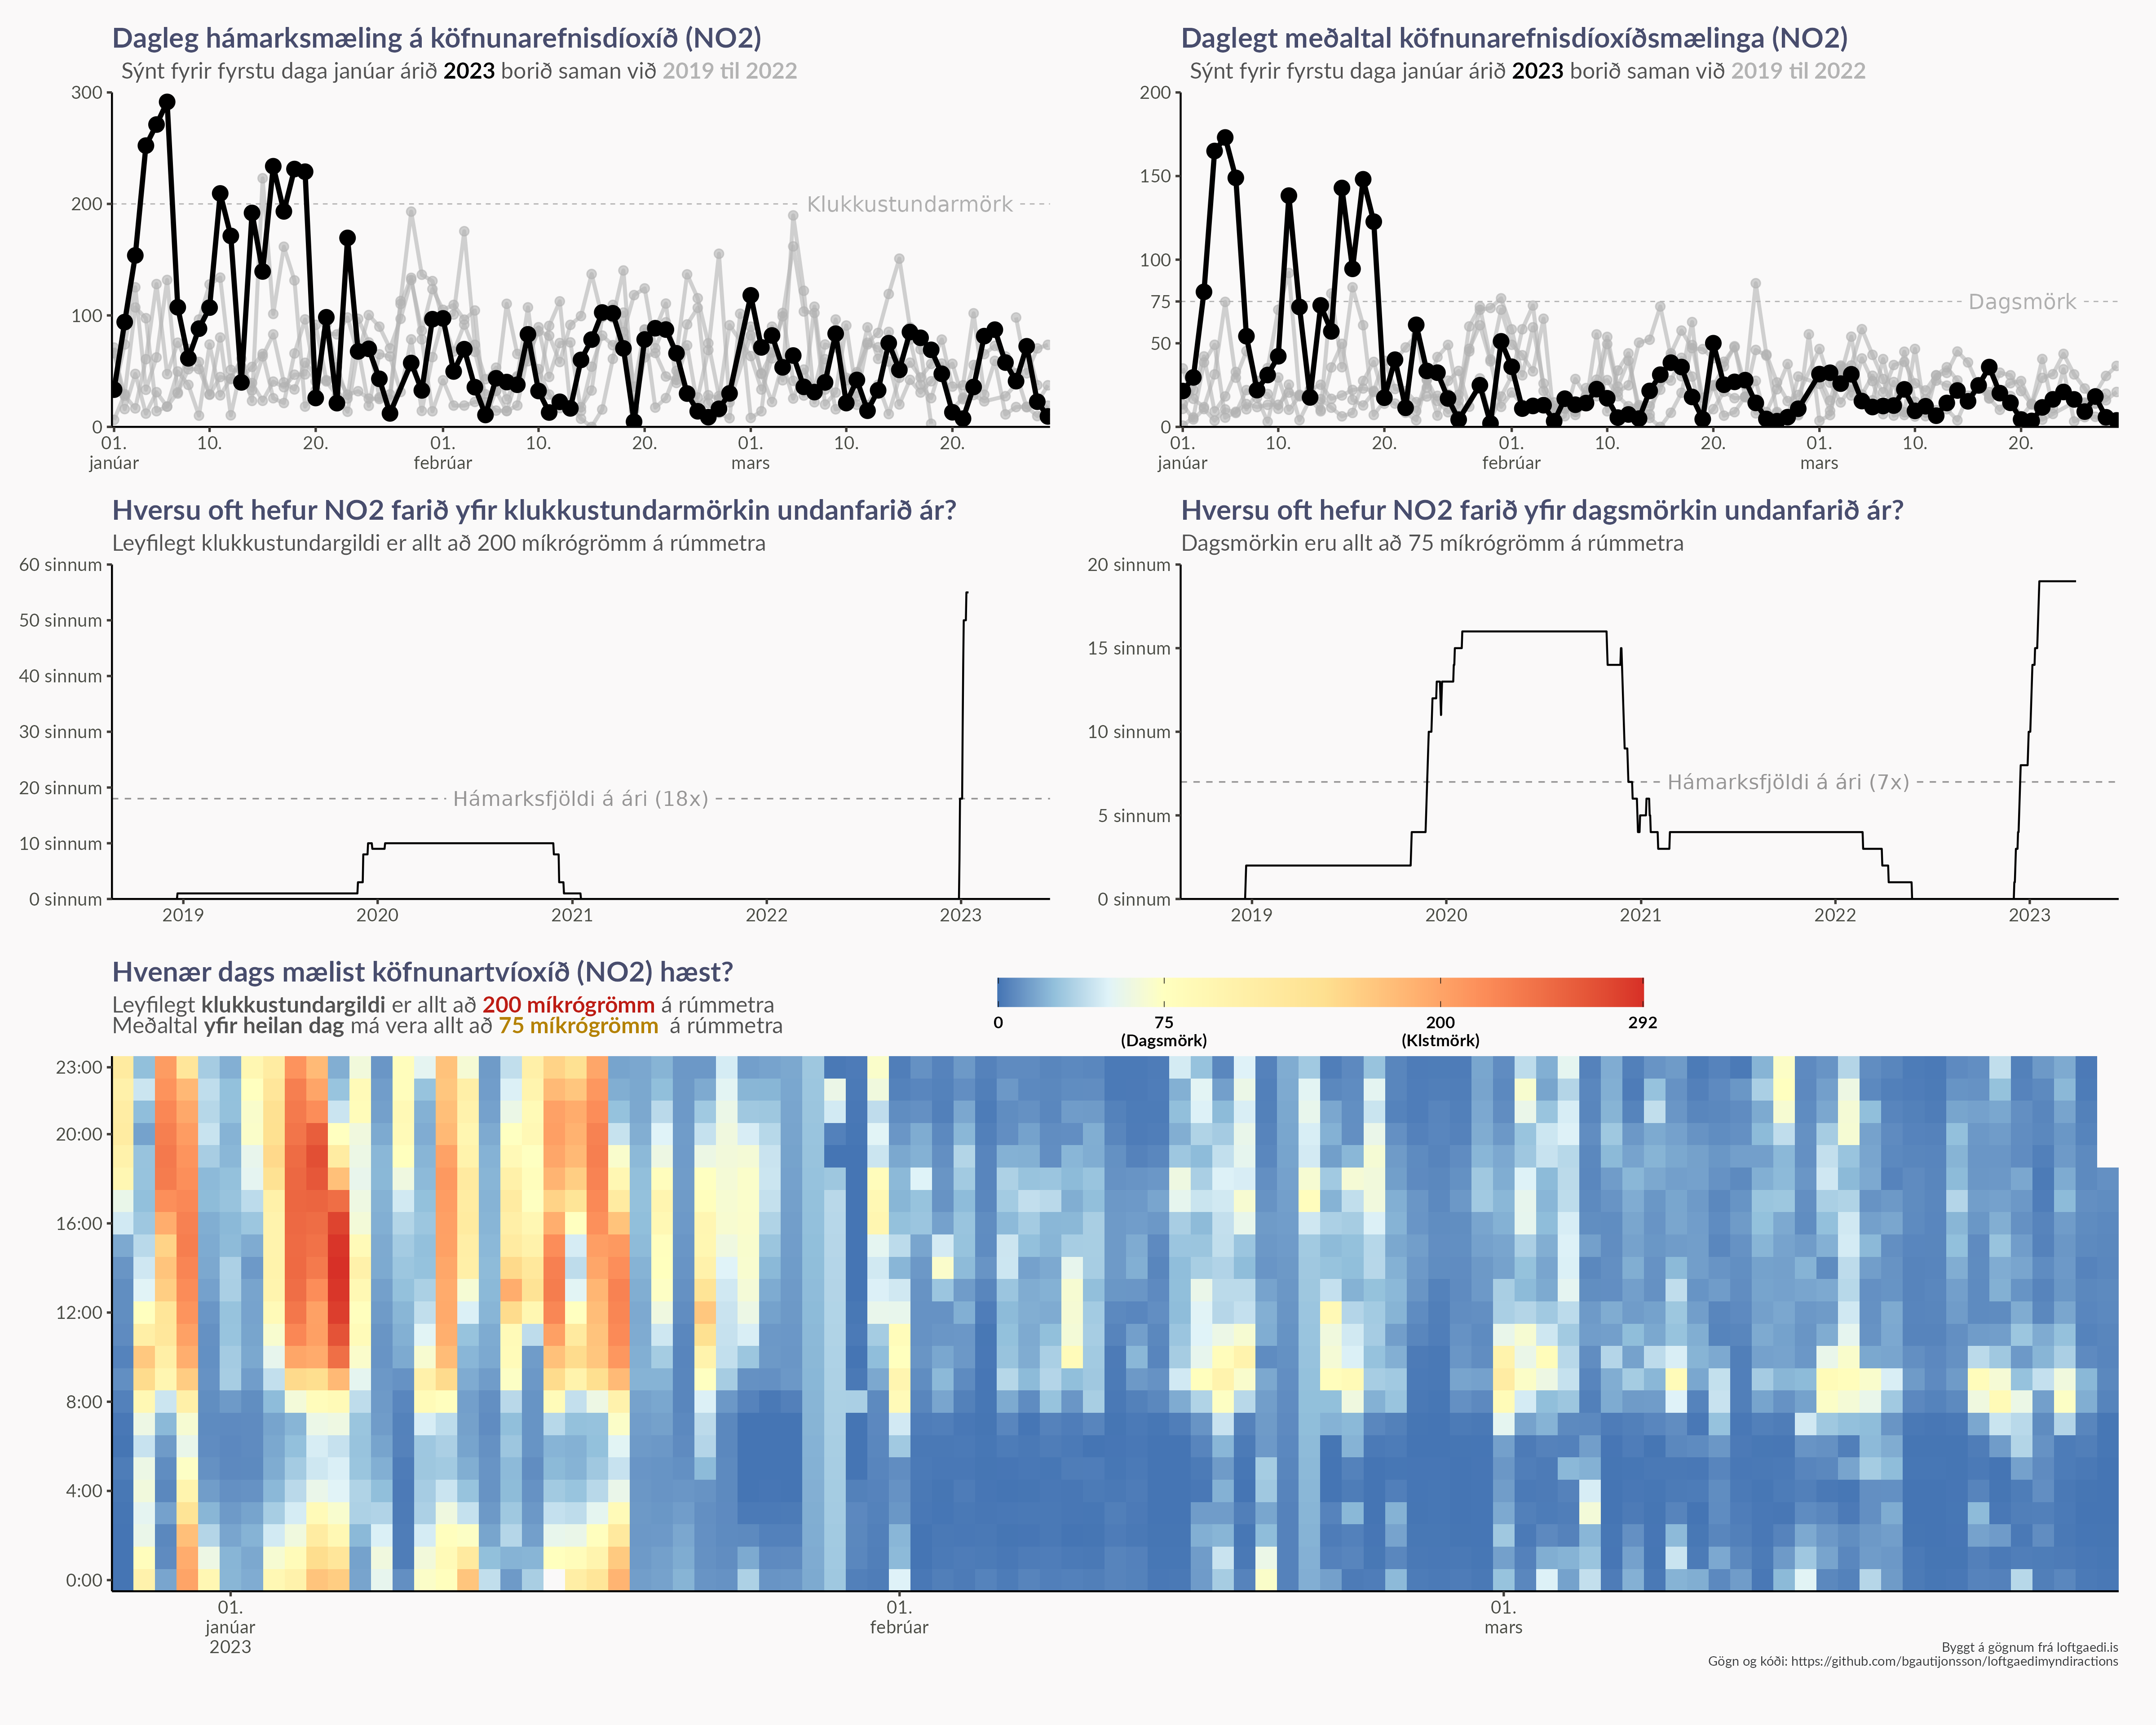 Dagleg hámarksmæling á köfnunarefnisdíoxíð (NO2)
Sýnt fyrir fyrstu daga janúar árið 2023 borið saman við 2019 til 2022
300
200
100
0
Klukkustundarmörk
01. 10. 20. 01. 10. 20. 01. 10. 20.
janúar febrúar mars
Daglegt meðaltal köfnunarefnisdíoxíðsmælinga (NO2)
Sýnt fyrir fyrstu daga janúar árið 2023 borið saman við 2019 til 2022
200
150
100
75
50
0
Dagsmörk
01. 10. 20. 01. 10. 20. 01. 10. 20.
janúar febrúar mars
Hversu oft hefur NO2 farið yfir klukkustundarmörkin undanfarið ár?
Leyfilegt klukkustundargildi er allt að 200 míkrógrömm á rúmmetra
60 sinnum
50 sinnum
40 sinnum
30 sinnum
20 sinnum
10 sinnum
0 sinnum
Hámarksfjöldi á ári (18x)
2019 2020 2021 2022 2023
Hversu oft hefur NO2 farið yfir dagsmörkin undanfarið ár?
Dagsmörkin eru allt að 75 míkrógrömm á rúmmetra
20 sinnum
15 sinnum
10 sinnum
5 sinnum
0 sinnum
Hámarksfjöldi á ári (7x)
2019 2020 2021 2022 2023
Hvenær dags mælist köfnunartvíoxíð (NO2) hæst?
Leyfilegt klukkustundargildi er allt að 200 míkrógrömm á rúmmetra
Meðaltal yfir heilan dag má vera allt að 75 míkrógrömm á rúmmetra
0 75 200 292
(Dagsmörk) (Klstmörk)
23:00
20:00
16:00
12:00
8:00
4:00
0:00
01. 01. 01.
janúar febrúar mars
2023
Byggt á gögnum frá loftgaedi.is
Gögn og kóði: https://github.com/bgautijonsson/loftgaedimyndiractions